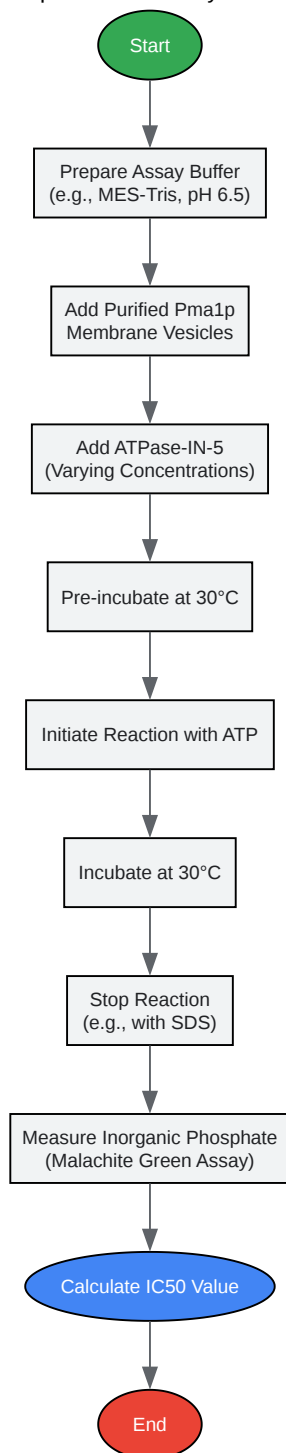 Start
Prepare Assay Buffer
(e.g., MES-Tris, pH 6.5)
Add Purified Pma1p
Membrane Vesicles
Add ATPase-IN-5
(Varying Concentrations)
Pre-incubate at 30°C
Initiate Reaction with ATP
Incubate at 30°C
Stop Reaction
(e.g., with SDS)
Measure Inorganic Phosphate
(Malachite Green Assay)
Calculate IC50 Value
End